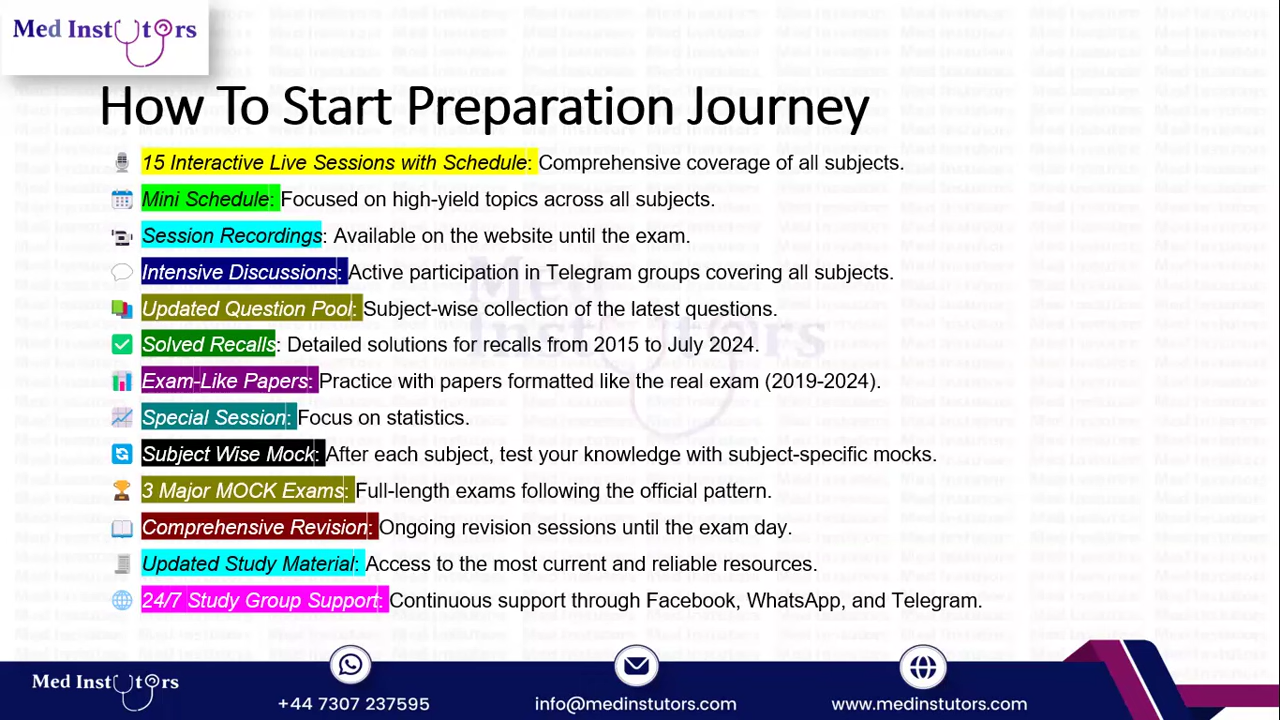 Med Instutors
How To Start Preparation Journey
15 Interactive Live Sessions with Schedule: Comprehensive coverage of all subjects.
Mini Schedule: Focused on high-yield topics across all subjects.
Session Recordings: Available on the website until the exam.
Intensive Discussions: Active participation in Telegram groups covering all subjects.
Updated Question Pool: Subject-wise collection of the latest questions.
Solved Recalls: Detailed solutions for recalls from 2015 to July 2024.
Exam-Like Papers: Practice with papers formatted like the real exam (2019-2024).
Special Session: Focus on statistics.
Subject Wise Mock: After each subject, test your knowledge with subject-specific mocks.
3 Major MOCK Exams: Full-length exams following the official pattern.
Comprehensive Revision: Ongoing revision sessions until the exam day.
Updated Study Material: Access to the most current and reliable resources.
24/7 Study Group Support: Continuous support through Facebook, WhatsApp, and Telegram.
Med Instutors
+44 7307 237595
info@medinstutors.com
www.medinstutors.com